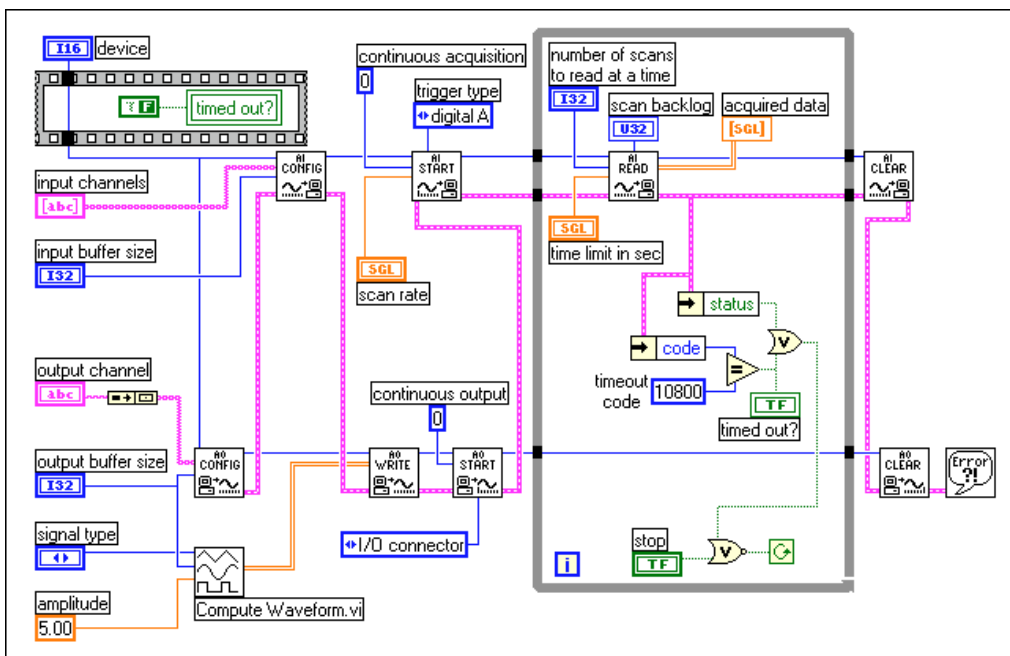 I16 device
F timed out?
input channels
[abc]
input buffer size
I32
output channel
abc
output buffer size
I32
signal type
amplitude
5.00
AI
CONFIG
continuous acquisition
0
trigger type
digital A
AI
START
SGL
scan rate
AO
CONFIG
Compute Waveform.vi
continuous output
0
AO
WRITE
AO
START
I/O connector
number of scans
to read at a time
I32
scan backlog
U32
acquired data
[SGL]
AI
READ
SGL
time limit in sec
status
code
timeout
code
10800
=
V
TF
timed out?
stop
TF
V
i
AI
CLEAR
AO
CLEAR
Error
?!